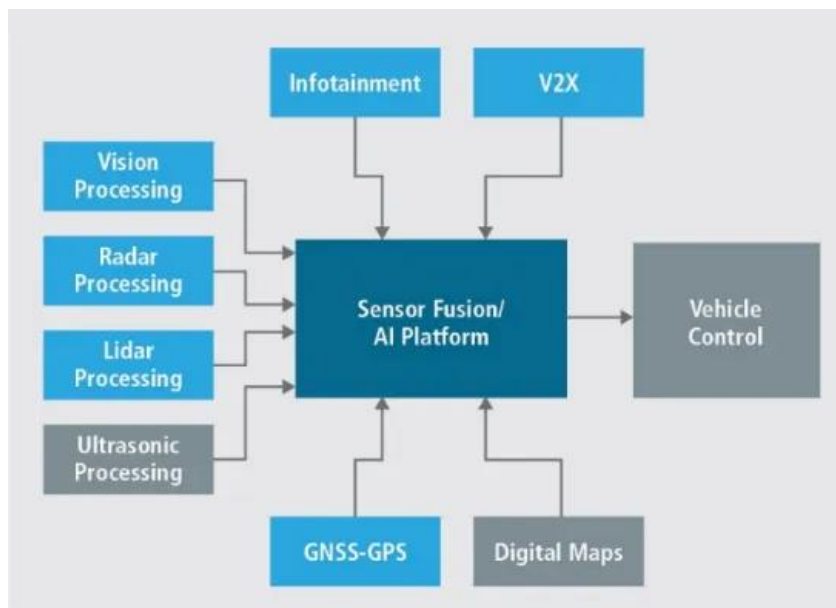 Infotainment
V2X
Vision
Processing
Radar
Processing
Lidar
Processing
Ultrasonic
Processing
Sensor Fusion/
AI Platform
Vehicle
Control
GNSS-GPS
Digital Maps